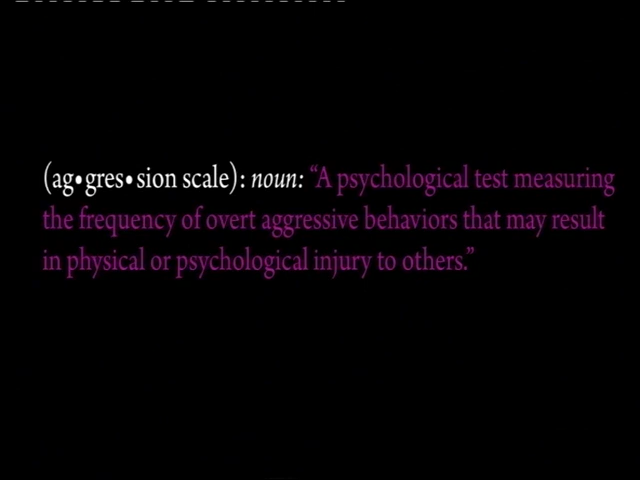 (ag•gres•sion scale): noun: “A psychological test measuring
the frequency of overt aggressive behaviors that may result
in physical or psychological injury to others.”